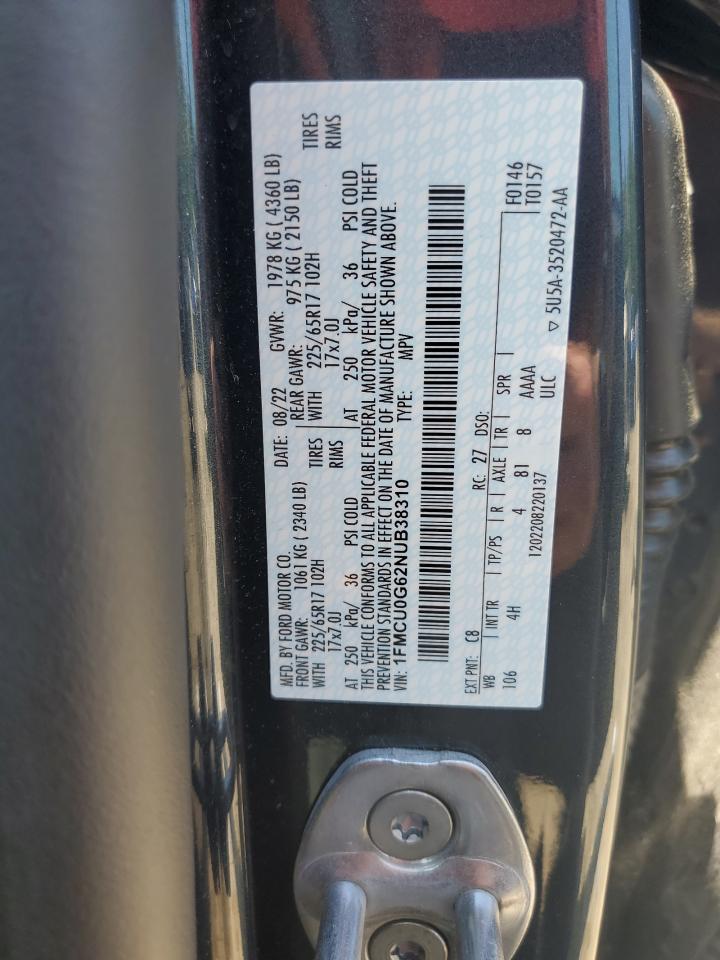 MFD. BY FORD MOTOR CO.
DATE: 08/22 GVWR: 1978 KG ( 4360 LB)
FRONT GAWR: 1061 KG ( 2340 LB) REAR GAWR: 975 KG ( 2150 LB)
WITH 225/65R17 102H TIRES WITH 225/65R17 102H TIRES
17x7.0J RIMS 17x7.0J RIMS
AT 250 kPa/ 36 PSI COLD AT 250 kPa/ 36 PSI COLD
THIS VEHICLE CONFORMS TO ALL APPLICABLE FEDERAL MOTOR VEHICLE SAFETY AND THEFT
PREVENTION STANDARDS IN EFFECT ON THE DATE OF MANUFACTURE SHOWN ABOVE.
VIN: 1FMCU0G62NUB38310 TYPE: MPV
EXT PNT: C8 RC: 27 DSO:
WB INT TR TP/PS R AXLE TR SPR F0146
106 4H 4 81 8 AAAA T0157
1202208220137 ULC
▽ 5U5A-3520472-AA